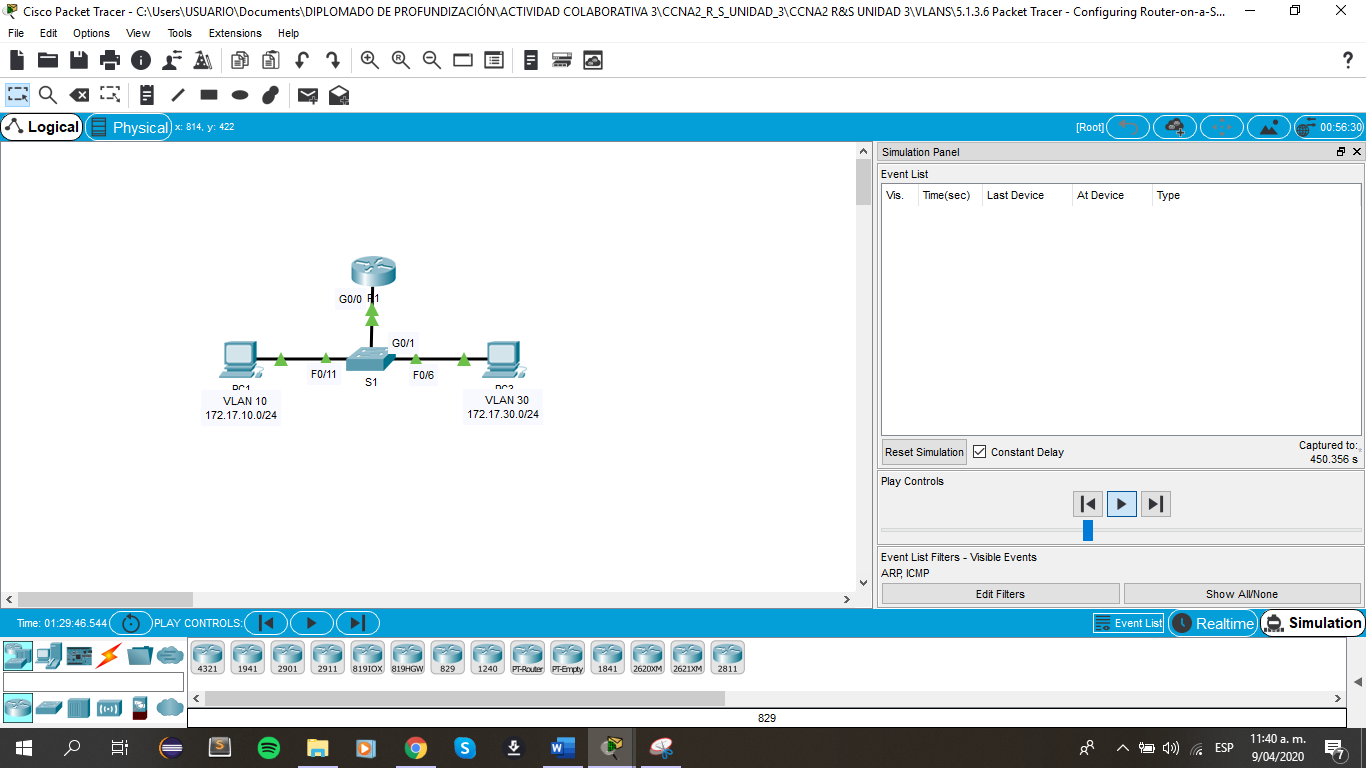 Cisco Packet Tracer - C:\Users\USUARIO\Documents\DIPLOMADO DE PROFUNDIZACIÓN\ACTIVIDAD COLABORATIVA 3\CCNA2_R_S_UNIDAD_3\CCNA2 R&S UNIDAD 3\VLANS\5.1.3.6 Packet Tracer - Configuring Router-on-a-S...
File Edit Options View Tools Extensions Help
Logical Physical x: 814, y: 422 [Root] 00:56:30
Simulation Panel
Event List
Vis. Time(sec) Last Device At Device Type
G0/0 R1
G0/1
F0/11 F0/6
S1
PC1
VLAN 10
172.17.10.0/24
VLAN 30
172.17.30.0/24
Reset Simulation Constant Delay
Captured to:
450.356 s
Play Controls
Event List Filters - Visible Events
ARP, ICMP
Edit Filters Show All/None
Time: 01:29:46.544 PLAY CONTROLS: Event List Realtime Simulation
4321 1941 2901 2911 819IOX 819HGW 829 1240 PT-Router PT-Empty 1841 2620XM 2621XM 2811
829
ESP
11:40 a. m.
9/04/2020
7